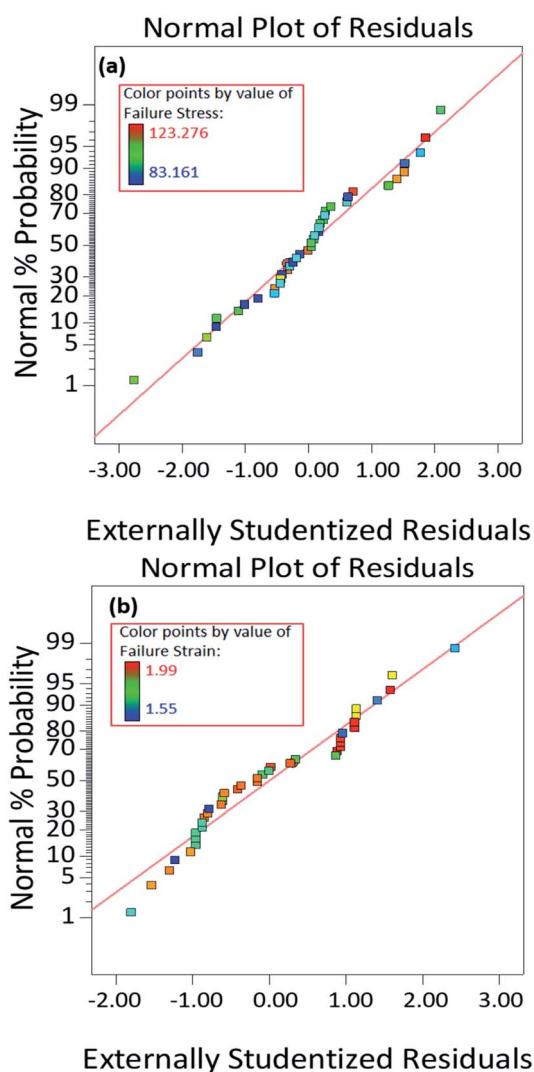 Normal Plot of Residuals
(a)
Color points by value of
Failure Stress:
123.276
83.161
Normal % Probability
99
95
90
80
70
50
30
20
10
5
1
-3.00 -2.00 -1.00 0.00 1.00 2.00 3.00
Externally Studentized Residuals
Normal Plot of Residuals
(b)
Color points by value of
Failure Strain:
1.99
1.55
Normal % Probability
99
95
90
80
70
50
30
20
10
5
1
-2.00 -1.00 0.00 1.00 2.00 3.00
Externally Studentized Residuals